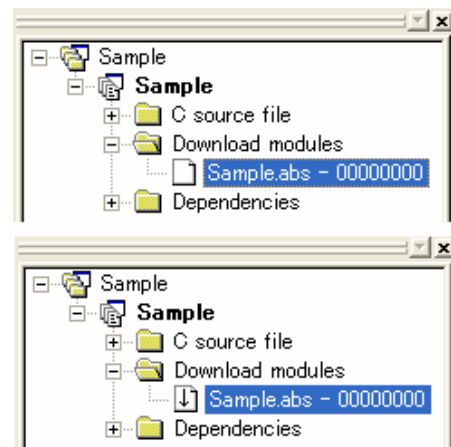 Sample
Sample
C source file
Download modules
Sample.abs - 00000000
Dependencies
Sample
Sample
C source file
Download modules
Sample.abs - 00000000
Dependencies